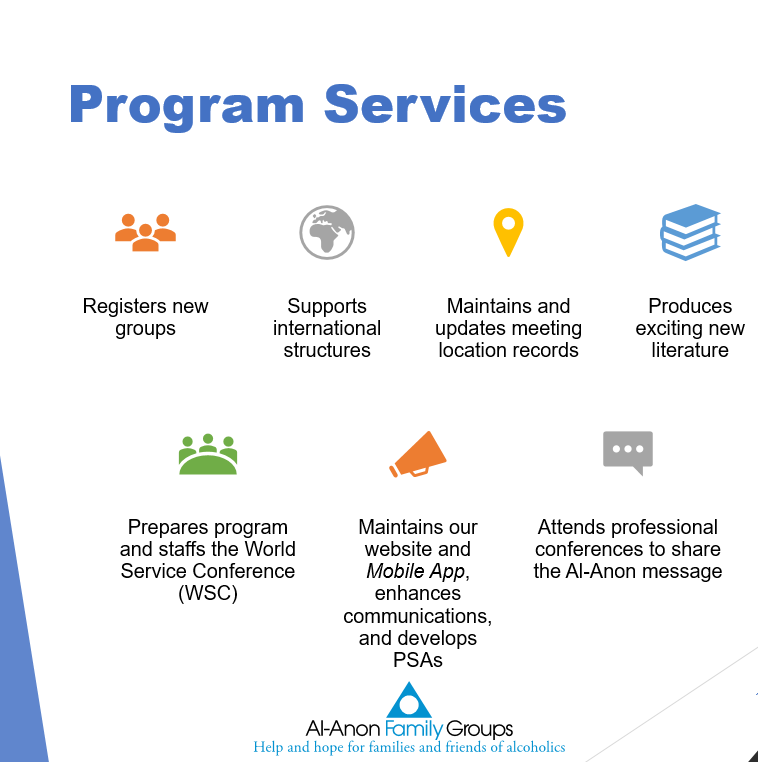 Program Services
Registers new
groups
Supports
international
structures
Maintains and
updates meeting
location records
Produces
exciting new
literature
Prepares program
and staffs the World
Service Conference
(WSC)
Maintains our
website and
Mobile App,
enhances
communications,
and develops
PSAs
Attends professional
conferences to share
the Al-Anon message
Al-Anon Family Groups
Help and hope for families and friends of alcoholics